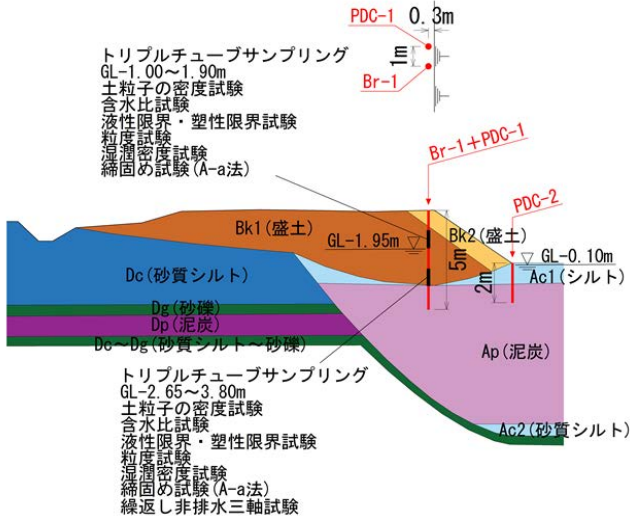 PDC-1
0.3m
1m
Br-1
トリプルチューブサンプリング
GL-1.00～1.90m
土粒子の密度試験
含水比試験
液性限界・塑性限界試験
粒度試験
湿潤密度試験
締固め試験(A-a法)
Br-1+PDC-1
PDC-2
Bk1(盛土)
Bk2(盛土)
GL-1.95m
5m
GL-0.10m
Ac1(シルト)
2m
Dc(砂質シルト)
Dg(砂礫)
Dp(泥炭)
Dc～Dg(砂質シルト～砂礫)
Ap(泥炭)
Ac2(砂質シルト)
トリプルチューブサンプリング
GL-2.65～3.80m
土粒子の密度試験
含水比試験
液性限界・塑性限界試験
粒度試験
湿潤密度試験
締固め試験(A-a法)
繰返し非排水三軸試験